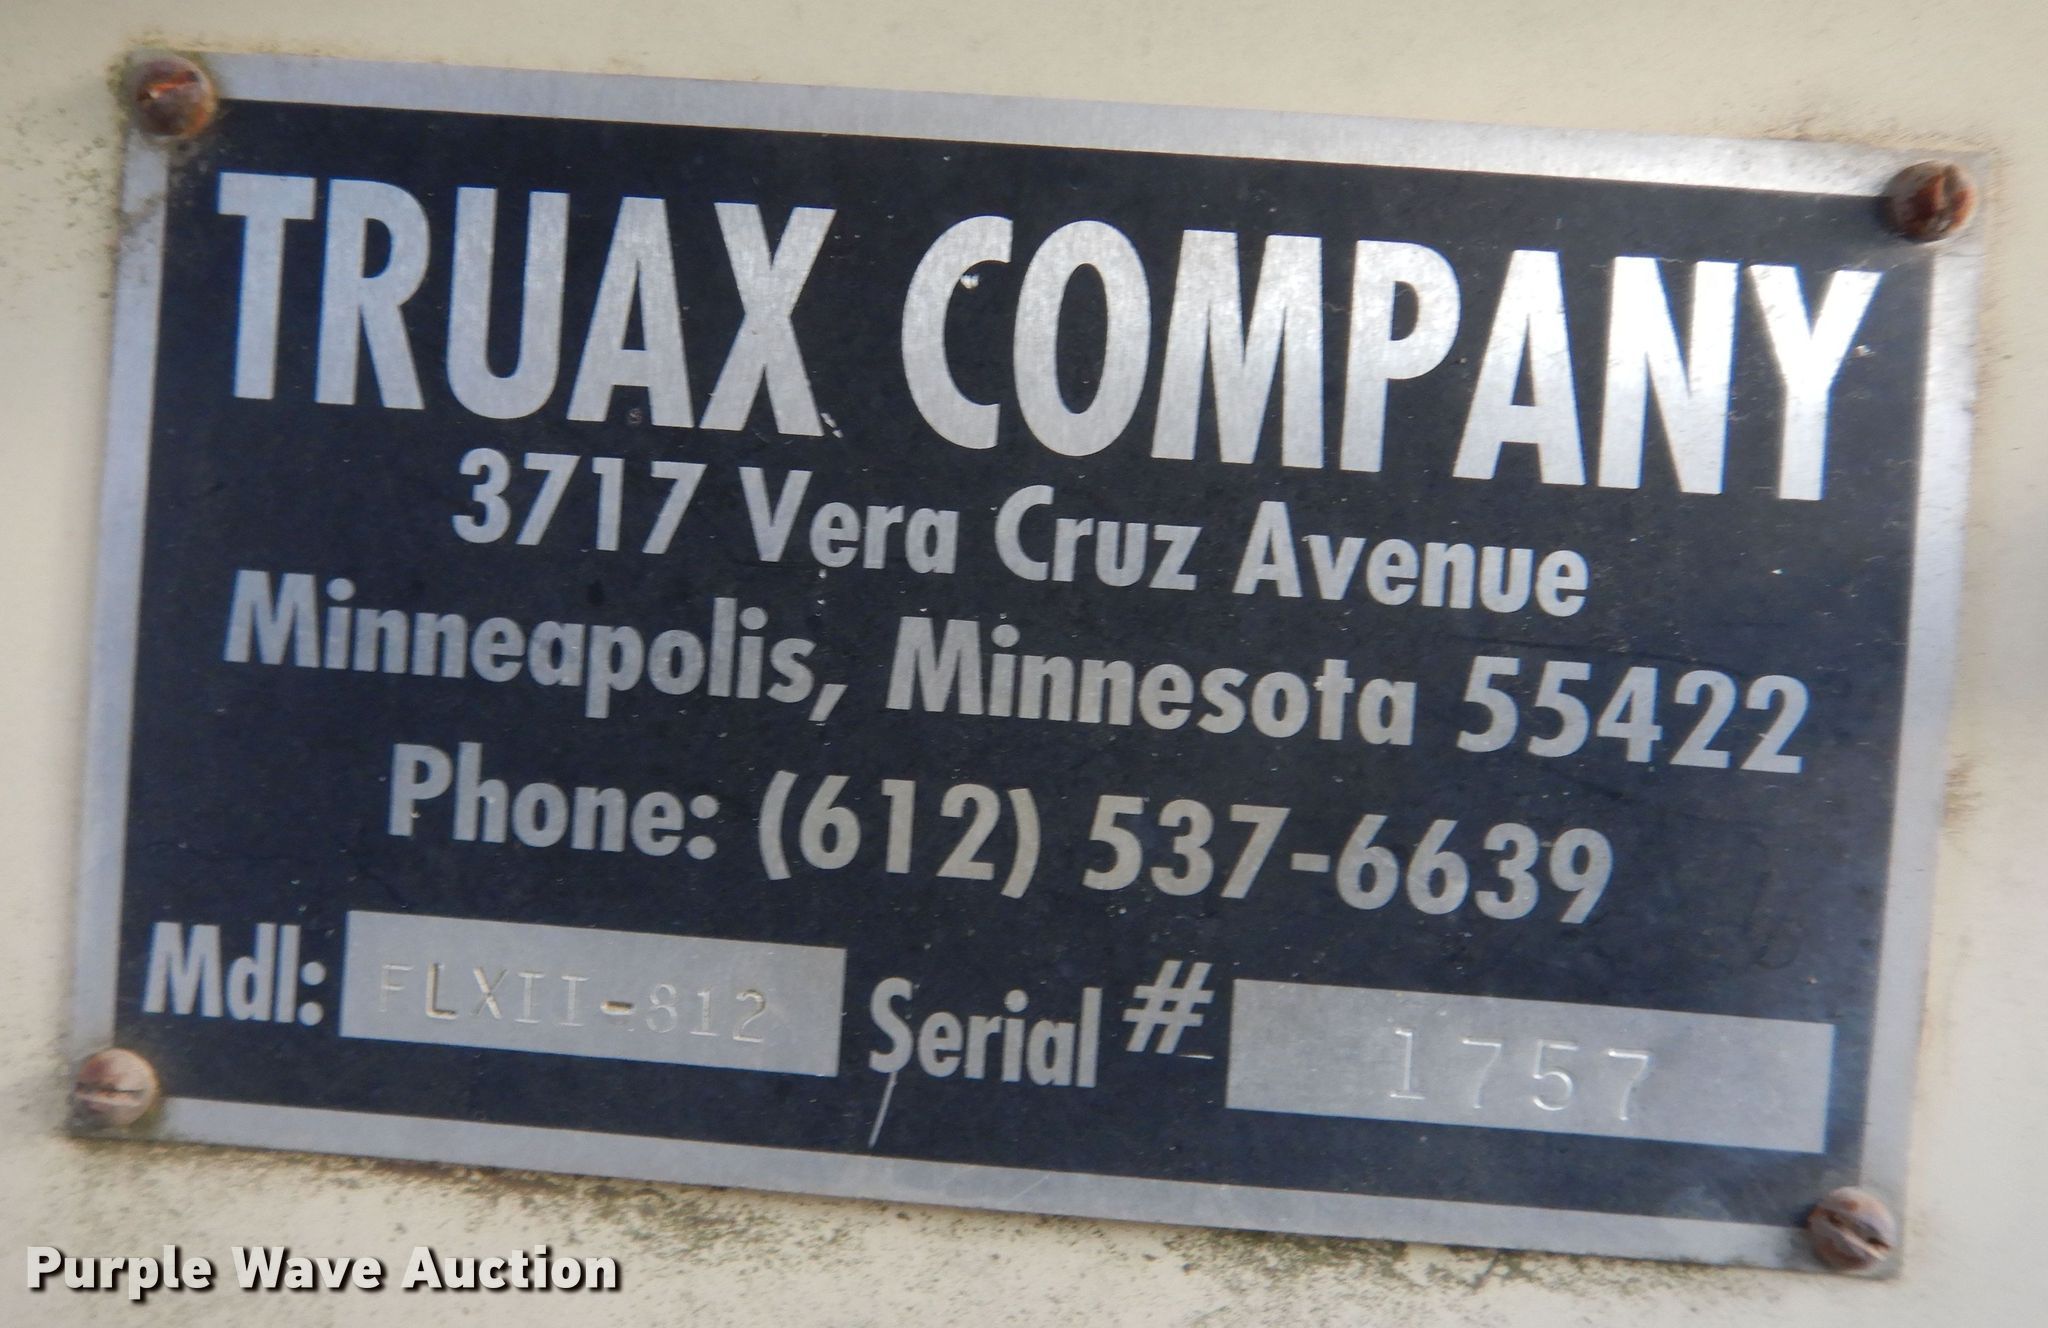 TRUAX COMPANY
3717 Vera Cruz Avenue
Minneapolis, Minnesota 55422
Phone: (612) 537-6639
Mdl: FLXII-812 Serial # 1757
Purple Wave Auction